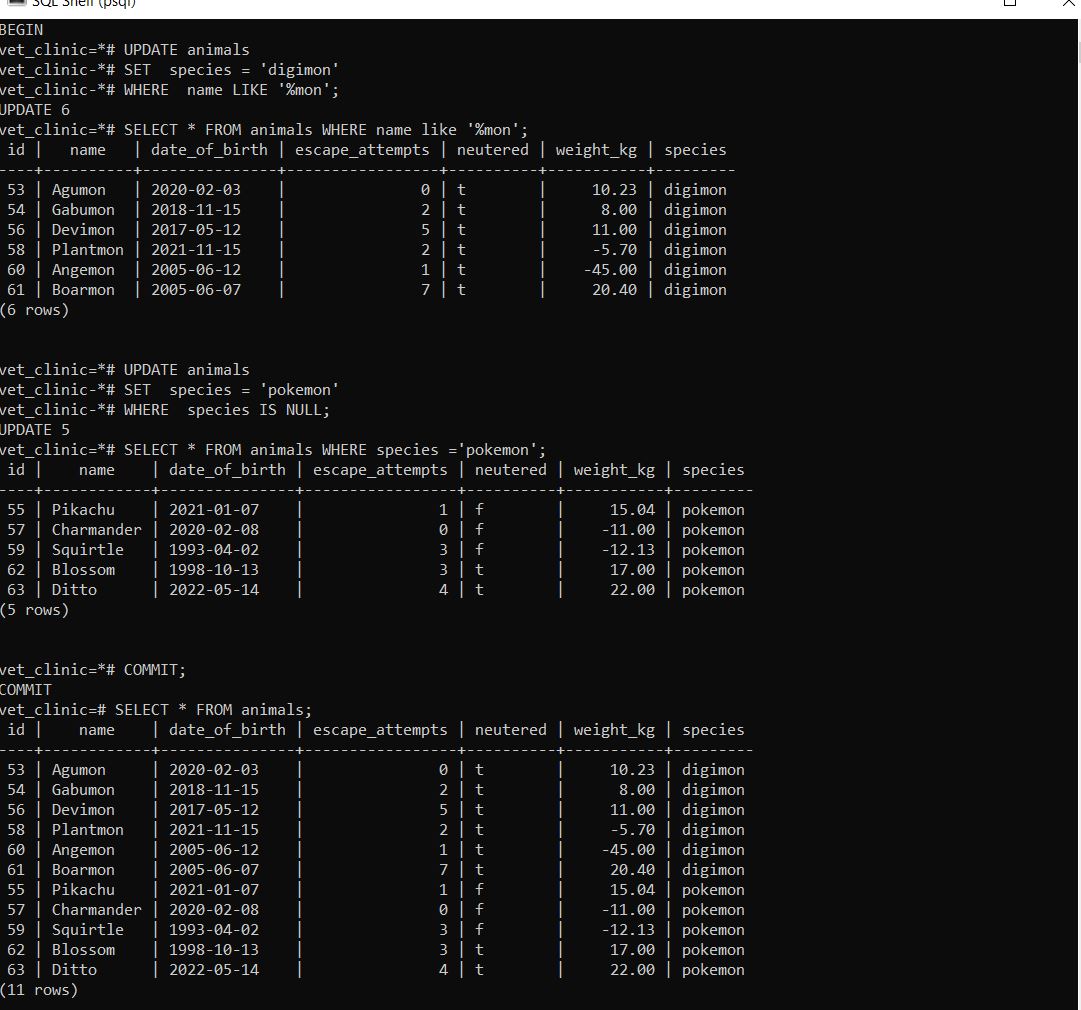 SQL Shell (psql)
BEGIN
vet_clinic=*# UPDATE animals
vet_clinic-*# SET  species = 'digimon'
vet_clinic-*# WHERE  name LIKE '%mon';
UPDATE 6
vet_clinic=*# SELECT * FROM animals WHERE name like '%mon';
 id |   name   | date_of_birth | escape_attempts | neutered | weight_kg | species
----+----------+---------------+-----------------+----------+-----------+---------
 53 | Agumon   | 2020-02-03    |               0 | t        |     10.23 | digimon
 54 | Gabumon  | 2018-11-15    |               2 | t        |      8.00 | digimon
 56 | Devimon  | 2017-05-12    |               5 | t        |     11.00 | digimon
 58 | Plantmon | 2021-11-15    |               2 | t        |     -5.70 | digimon
 60 | Angemon  | 2005-06-12    |               1 | t        |    -45.00 | digimon
 61 | Boarmon  | 2005-06-07    |               7 | t        |     20.40 | digimon
(6 rows)
vet_clinic=*# UPDATE animals
vet_clinic-*# SET  species = 'pokemon'
vet_clinic-*# WHERE  species IS NULL;
UPDATE 5
vet_clinic=*# SELECT * FROM animals WHERE species ='pokemon';
 id |    name    | date_of_birth | escape_attempts | neutered | weight_kg | species
----+------------+---------------+-----------------+----------+-----------+---------
 55 | Pikachu    | 2021-01-07    |               1 | f        |     15.04 | pokemon
 57 | Charmander | 2020-02-08    |               0 | f        |    -11.00 | pokemon
 59 | Squirtle   | 1993-04-02    |               3 | f        |    -12.13 | pokemon
 62 | Blossom    | 1998-10-13    |               3 | t        |     17.00 | pokemon
 63 | Ditto      | 2022-05-14    |               4 | t        |     22.00 | pokemon
(5 rows)
vet_clinic=*# COMMIT;
COMMIT
vet_clinic=# SELECT * FROM animals;
 id |    name    | date_of_birth | escape_attempts | neutered | weight_kg | species
----+------------+---------------+-----------------+----------+-----------+---------
 53 | Agumon     | 2020-02-03    |               0 | t        |     10.23 | digimon
 54 | Gabumon    | 2018-11-15    |               2 | t        |      8.00 | digimon
 56 | Devimon    | 2017-05-12    |               5 | t        |     11.00 | digimon
 58 | Plantmon   | 2021-11-15    |               2 | t        |     -5.70 | digimon
 60 | Angemon    | 2005-06-12    |               1 | t        |    -45.00 | digimon
 61 | Boarmon    | 2005-06-07    |               7 | t        |     20.40 | digimon
 55 | Pikachu    | 2021-01-07    |               1 | f        |     15.04 | pokemon
 57 | Charmander | 2020-02-08    |               0 | f        |    -11.00 | pokemon
 59 | Squirtle   | 1993-04-02    |               3 | f        |    -12.13 | pokemon
 62 | Blossom    | 1998-10-13    |               3 | t        |     17.00 | pokemon
 63 | Ditto      | 2022-05-14    |               4 | t        |     22.00 | pokemon
(11 rows)